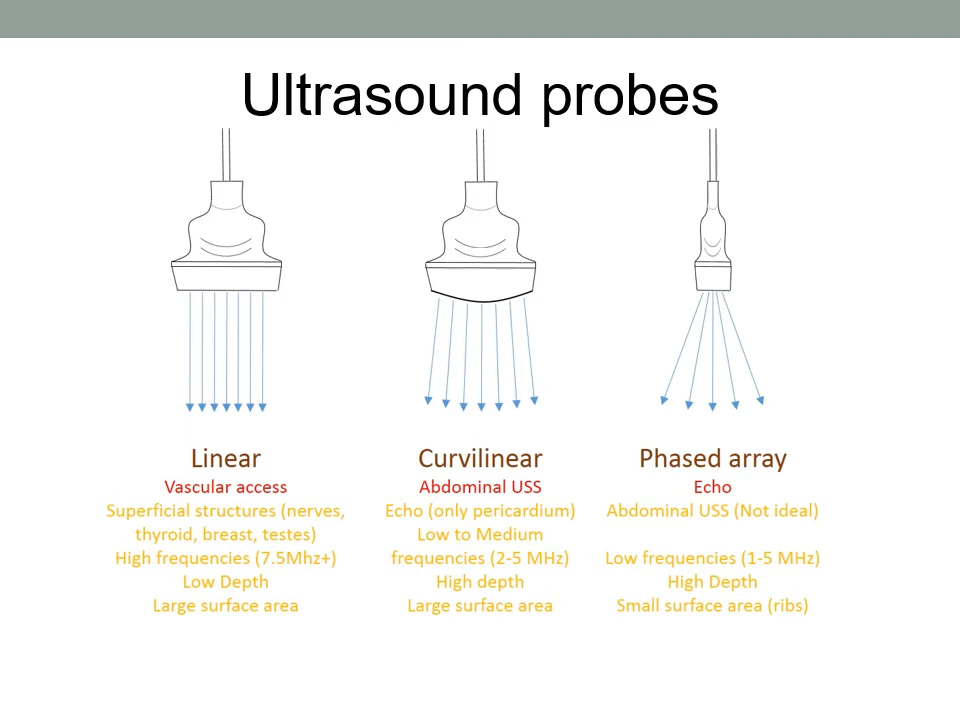 Ultrasound probes
Linear
Vascular access
Superficial structures (nerves,
thyroid, breast, testes)
High frequencies (7.5Mhz+)
Low Depth
Large surface area
Curvilinear
Abdominal USS
Echo (only pericardium)
Low to Medium
frequencies (2-5 MHz)
High depth
Large surface area
Phased array
Echo
Abdominal USS (Not ideal)
Low frequencies (1-5 MHz)
High Depth
Small surface area (ribs)